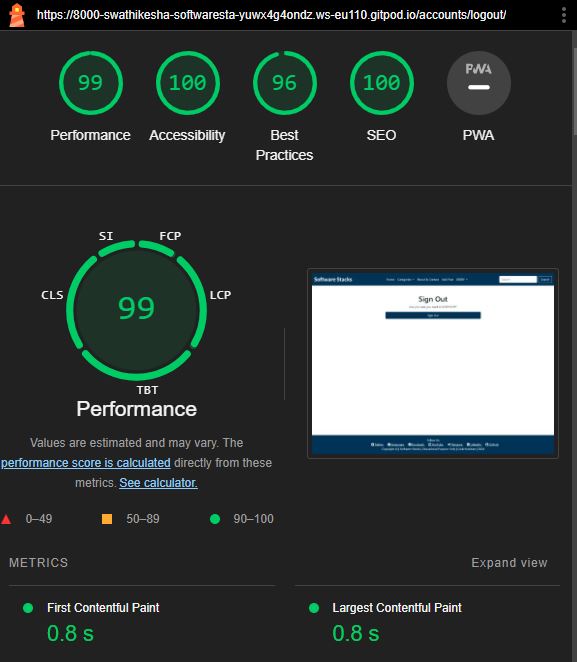 https://8000-swathikesha-softwaresta-yuwx4g4ondz.ws-eu110.gitpod.io/accounts/logout/
99 100 96 100 PWA
Performance Accessibility Best Practices SEO PWA
SI FCP
CLS 99 LCP
TBT
Performance
Values are estimated and may vary. The
performance score is calculated directly from these
metrics. See calculator.
Software Stacks
Sign Out
Sign Out
0–49 50–89 90–100
METRICS Expand view
First Contentful Paint Largest Contentful Paint
0.8 s 0.8 s